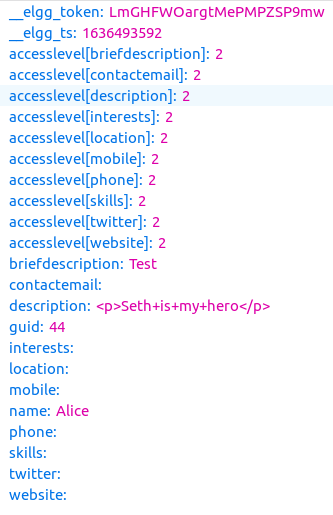 __elgg_token: LmGHFWOargtMePMPZSP9mw
__elgg_ts: 1636493592
accesslevel[briefdescription]: 2
accesslevel[contactemail]: 2
accesslevel[description]: 2
accesslevel[interests]: 2
accesslevel[location]: 2
accesslevel[mobile]: 2
accesslevel[phone]: 2
accesslevel[skills]: 2
accesslevel[twitter]: 2
accesslevel[website]: 2
briefdescription: Test
contactemail:
description: <p>Seth+is+my+hero</p>
guid: 44
interests:
location:
mobile:
name: Alice
phone:
skills:
twitter:
website: